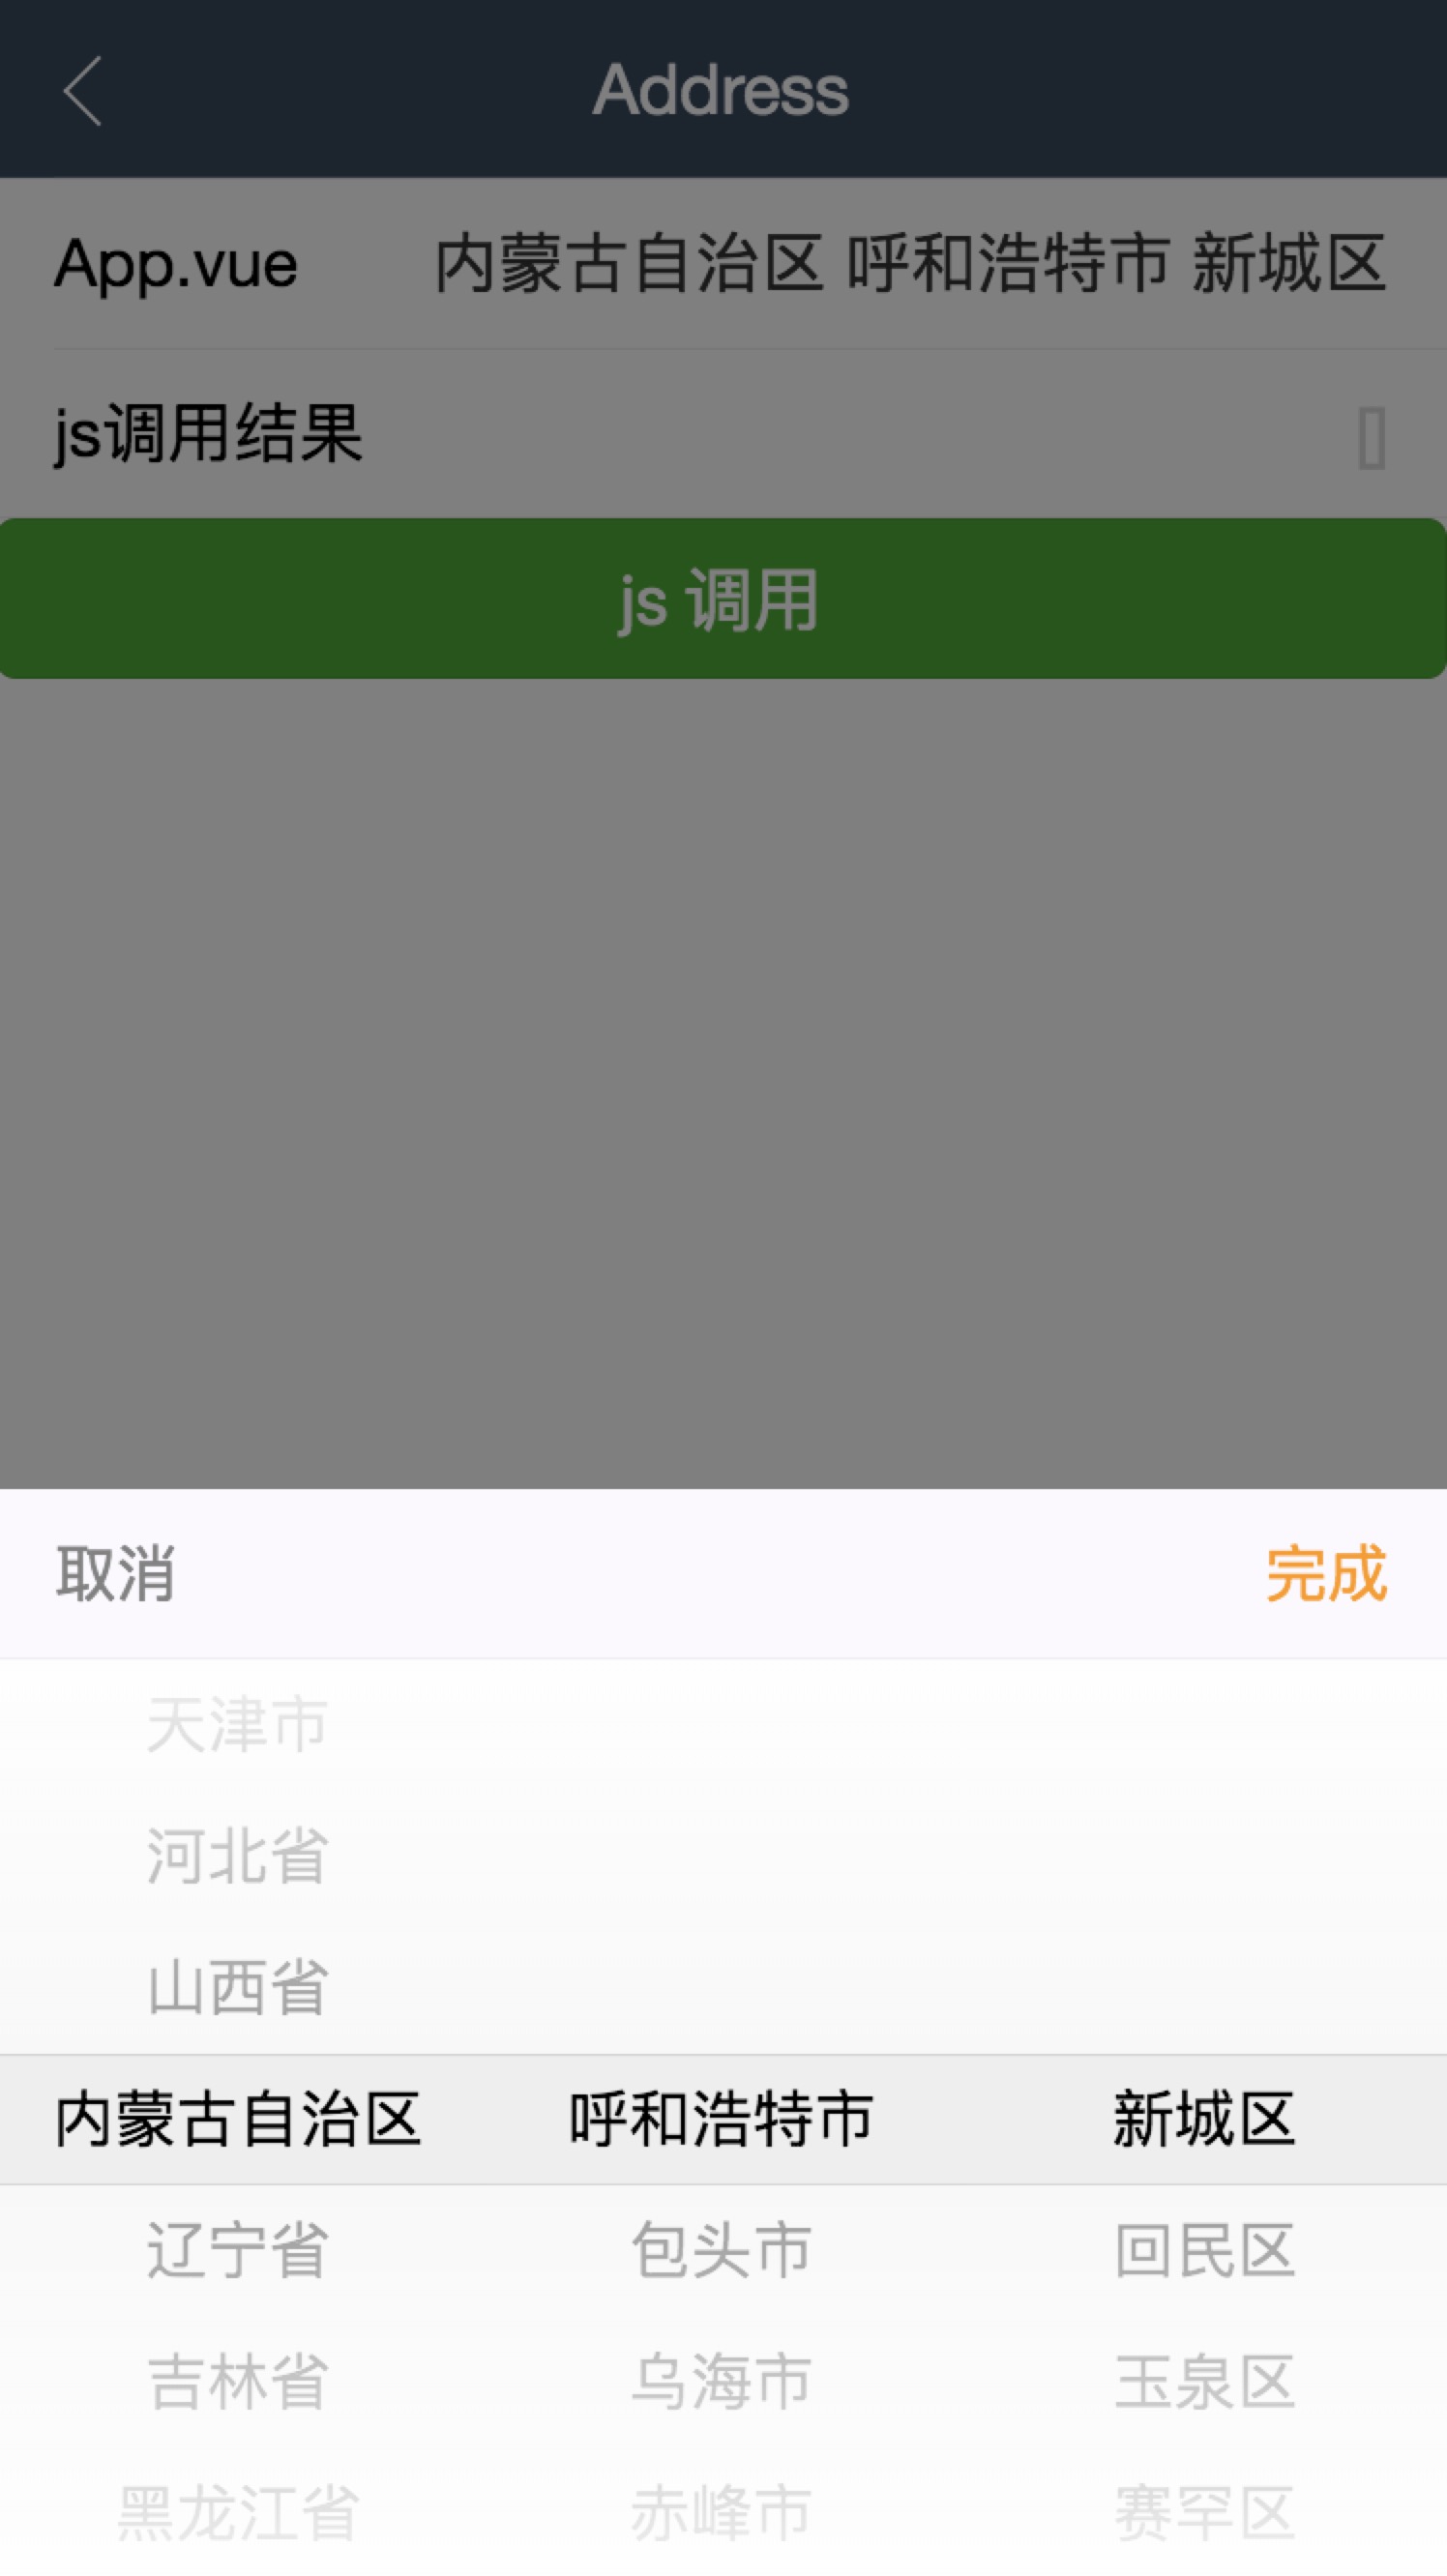 Address
App.vue 内蒙古自治区 呼和浩特市 新城区
js调用结果
js 调用
取消 完成
天津市
河北省
山西省
内蒙古自治区 呼和浩特市 新城区
辽宁省 包头市 回民区
吉林省 乌海市 玉泉区
黑龙江省 赤峰市 赛罕区